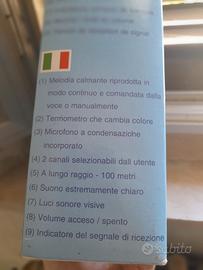 (1) Melodia calmante riprodotta in
modo continuo e comandata dalla
voce o manualmente
(2) Termometro che cambia colore
(3) Microfono a condensazione
incorporato
(4) 2 canali selezionabili dall'utente
(5) A lungo raggio - 100 metri
(6) Suono estremamente chiaro
(7) Luci sonore visive
(8) Volume acceso / spento
(9) Indicatore del segnale di ricezione
subito